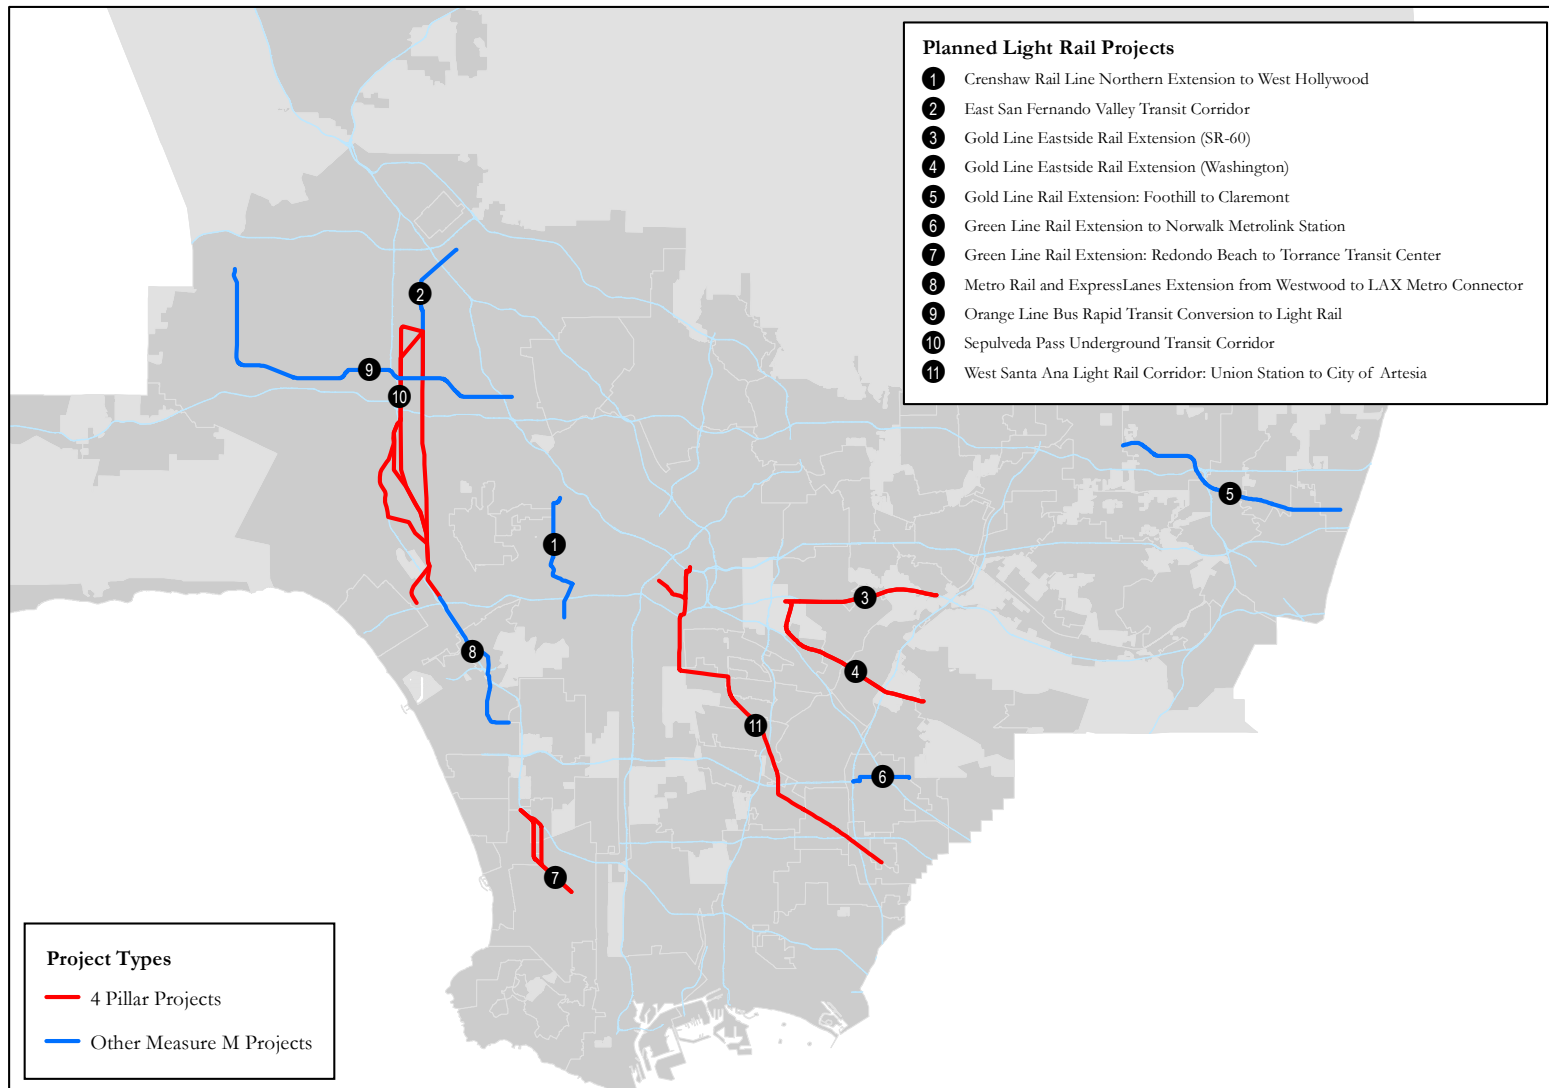 Planned Light Rail Projects
1 Crenshaw Rail Line Northern Extension to West Hollywood
2 East San Fernando Valley Transit Corridor
3 Gold Line Eastside Rail Extension (SR-60)
4 Gold Line Eastside Rail Extension (Washington)
5 Gold Line Rail Extension: Foothill to Claremont
6 Green Line Rail Extension to Norwalk Metrolink Station
7 Green Line Rail Extension: Redondo Beach to Torrance Transit Center
8 Metro Rail and ExpressLanes Extension from Westwood to LAX Metro Connector
9 Orange Line Bus Rapid Transit Conversion to Light Rail
10 Sepulveda Pass Underground Transit Corridor
11 West Santa Ana Light Rail Corridor: Union Station to City of Artesia
2
9
10
5
1
3
8
4
11
6
7
Project Types
4 Pillar Projects
Other Measure M Projects